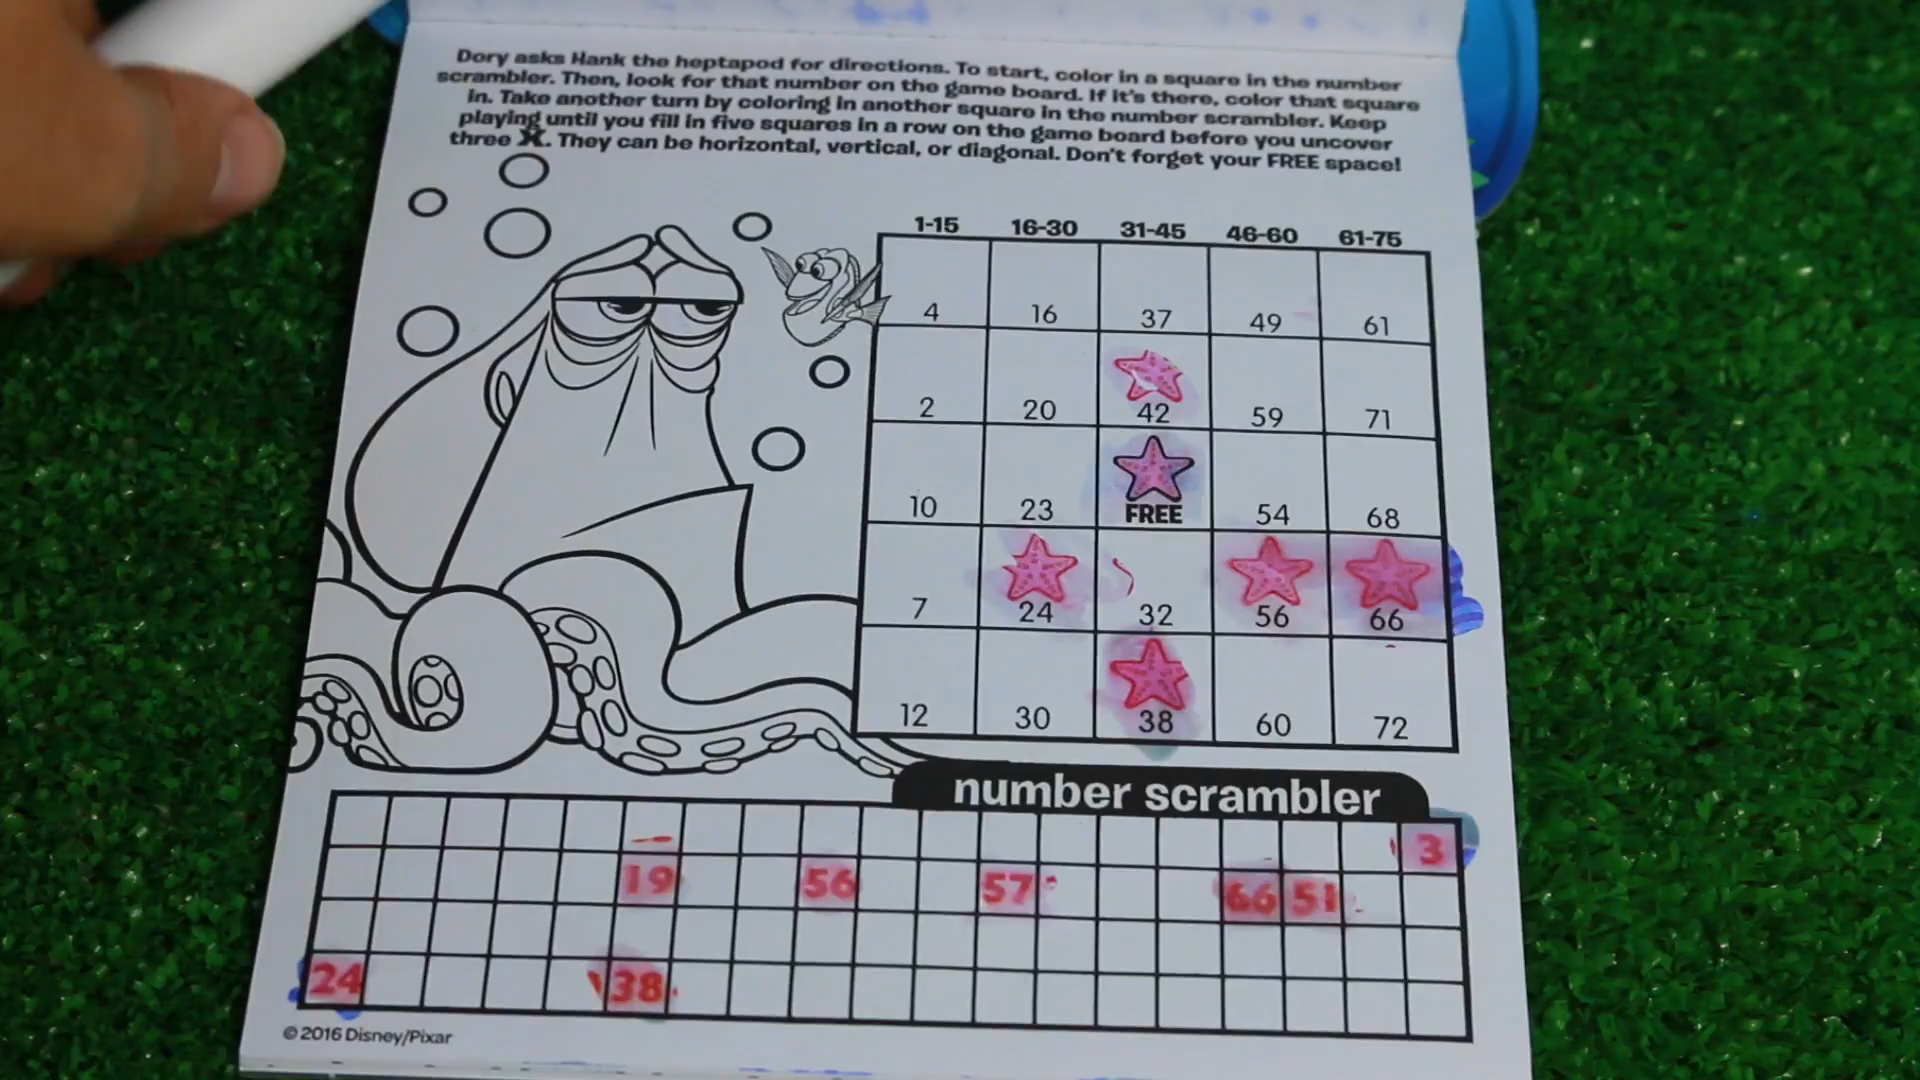 Dory asks Hank the heptapod for directions. To start, color in a square in the number
scrambler. Then, look for that number on the game board. If it's there, color that square
in. Take another turn by coloring in another square in the number scrambler. Keep
playing until you fill in five squares in a row on the game board before you uncover
three X. They can be horizontal, vertical, or diagonal. Don't forget your FREE space!
1-15 16-30 31-45 46-60 61-75
4 16 37 49 61
2 20 42 59 71
10 23 FREE 54 68
7 24 32 56 66
12 30 38 60 72
number scrambler
3
19 56 57 66 51
24 38
© 2016 Disney/Pixar